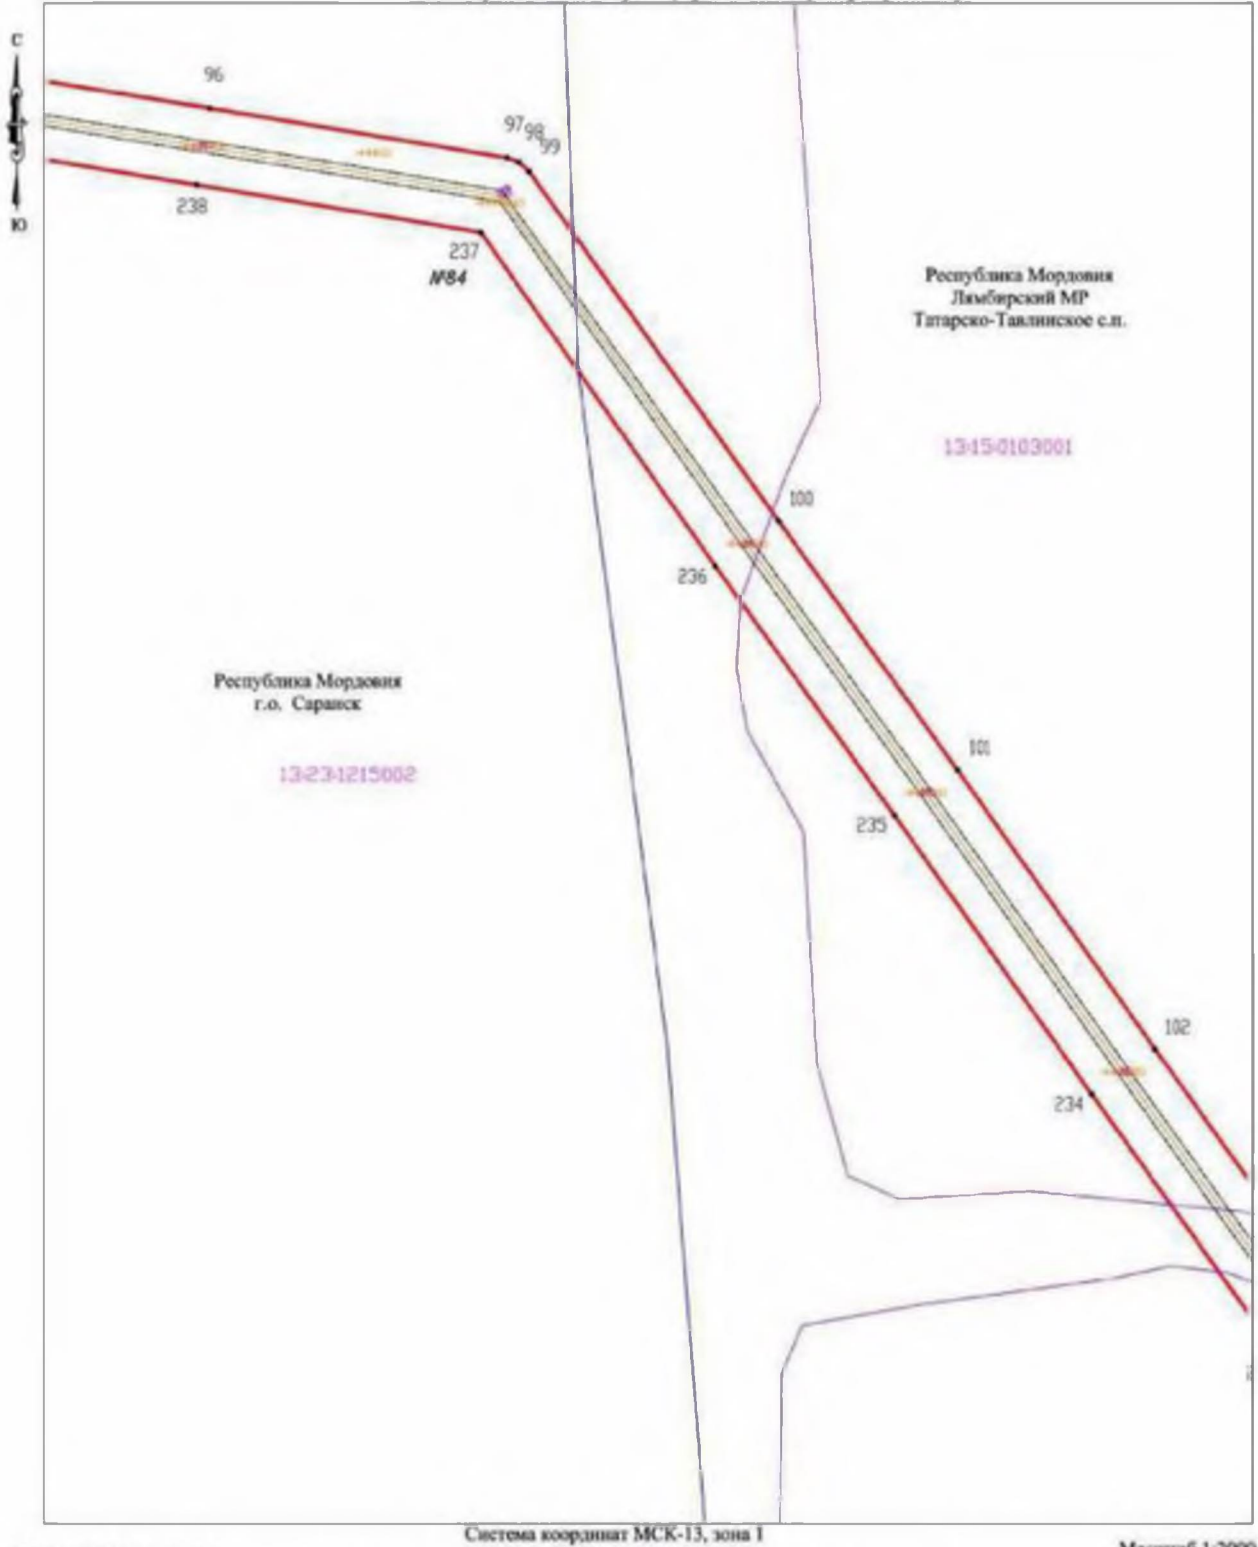 С
96
97
98
99
238
Ю
237
№84
Республика Мордовия
Лямбирский МР
Татарско-Тавлинское с.п.
13:15:0103001
100
236
Республика Мордовия
г.о. Саранск
13:23:1215002
101
235
102
234
Система координат МСК-13, зона 1